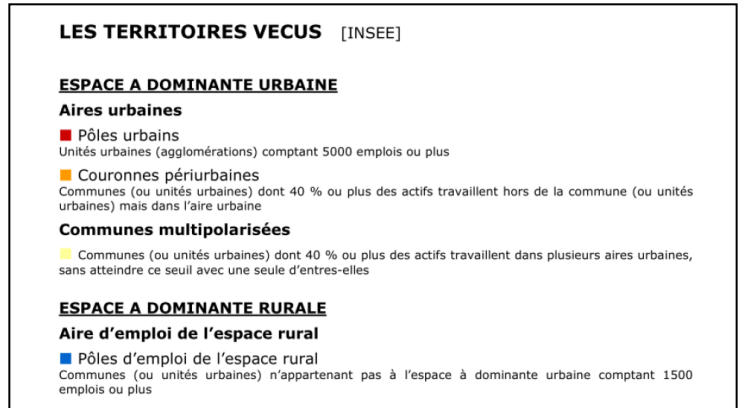 LES TERRITOIRES VECUS [INSEE]
ESPACE A DOMINANTE URBAINE
Aires urbaines
Pôles urbains
Unités urbaines (agglomérations) comptant 5000 emplois ou plus
Couronnes périurbaines
Communes (ou unités urbaines) dont 40 % ou plus des actifs travaillent hors de la commune (ou unités
urbaines) mais dans l'aire urbaine
Communes multipolarisées
Communes (ou unités urbaines) dont 40 % ou plus des actifs travaillent dans plusieurs aires urbaines,
sans atteindre ce seuil avec une seule d'entres-elles
ESPACE A DOMINANTE RURALE
Aire d'emploi de l'espace rural
Pôles d'emploi de l'espace rural
Communes (ou unités urbaines) n'appartenant pas à l'espace à dominante urbaine comptant 1500
emplois ou plus